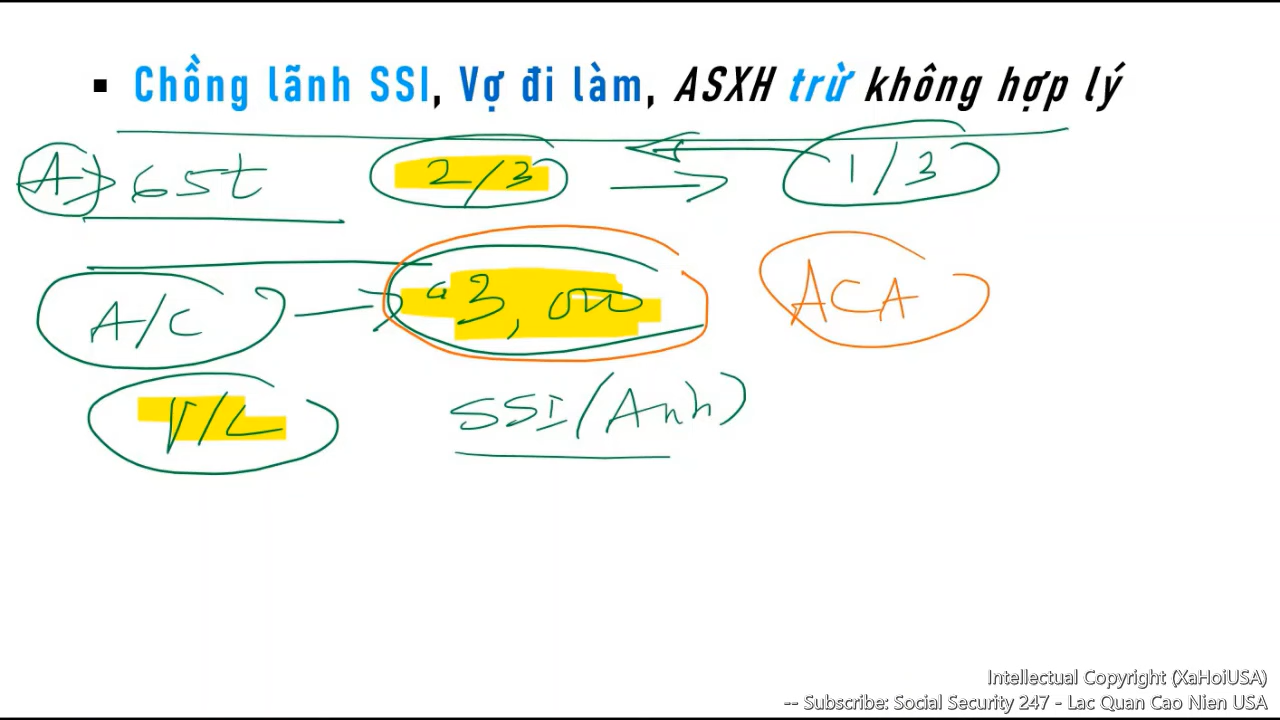 ▪ Chồng lãnh SSI, Vợ đi làm, ASXH trừ không hợp lý
A 65t 2/3 1/3
A/C 3,000 ACA
V/C SSI (Anh)
Intellectual Copyright (XaHoiUSA)
-- Subscribe: Social Security 247 - Lac Quan Cao Nien USA